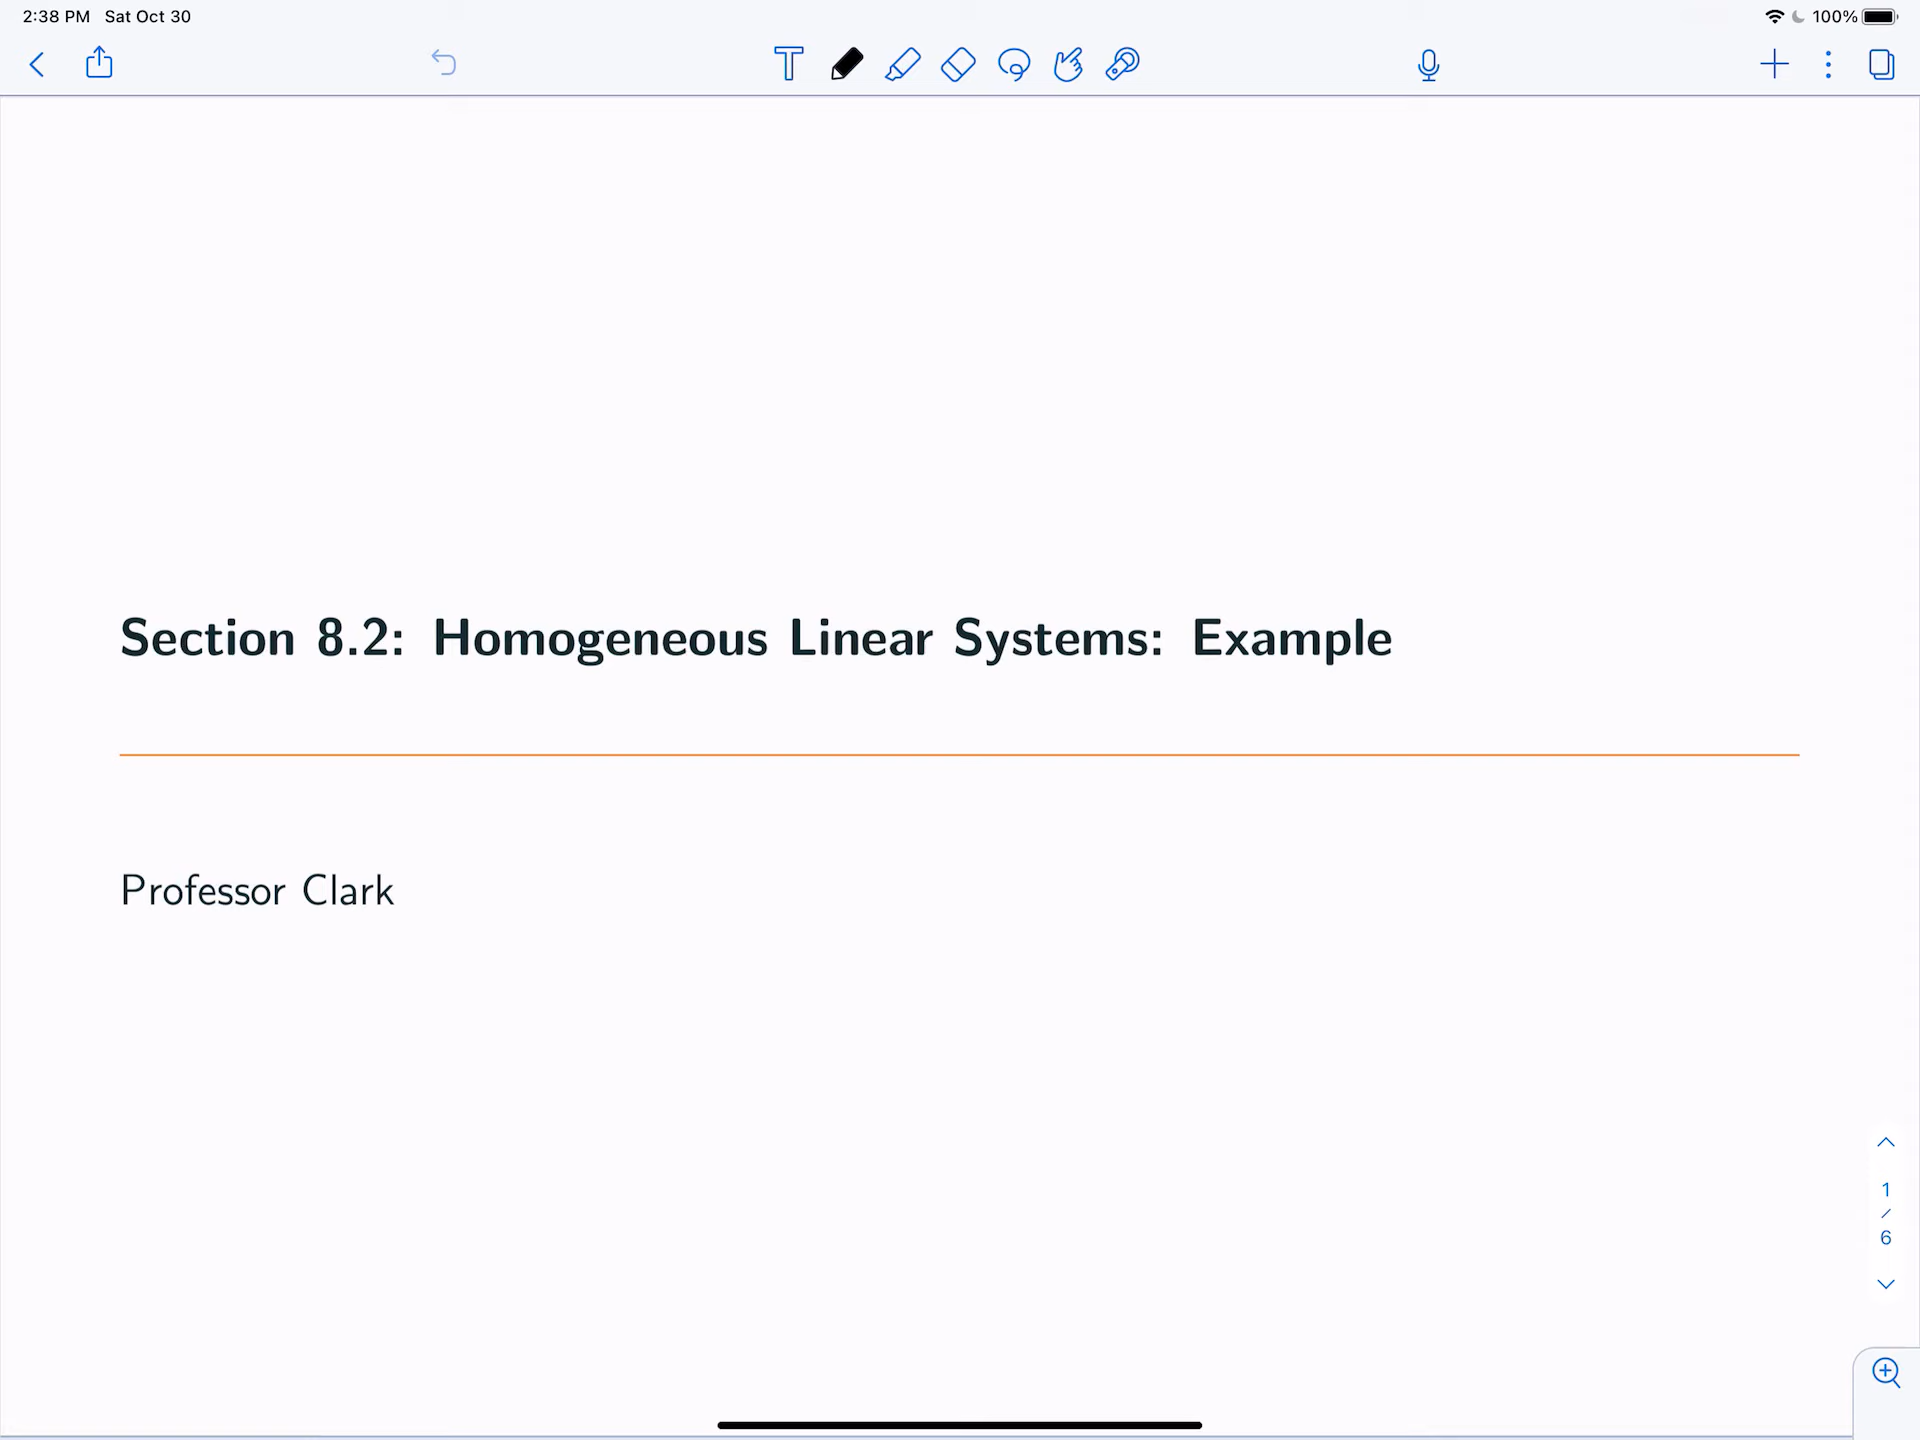 2:38 PM Sat Oct 30
100%
T
Section 8.2: Homogeneous Linear Systems: Example
Professor Clark
1
/
6